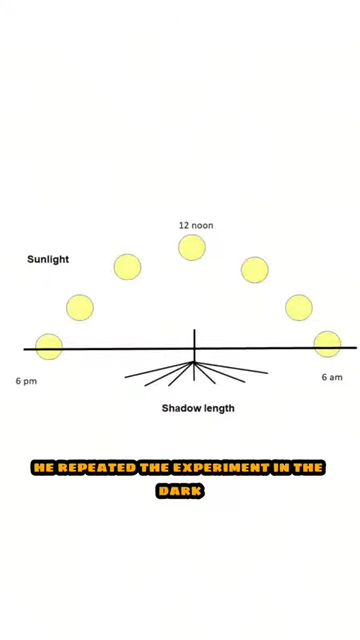 12 noon
Sunlight
6 pm
6 am
Shadow length
HE REPEATED THE EXPERIMENT IN THE
DARK